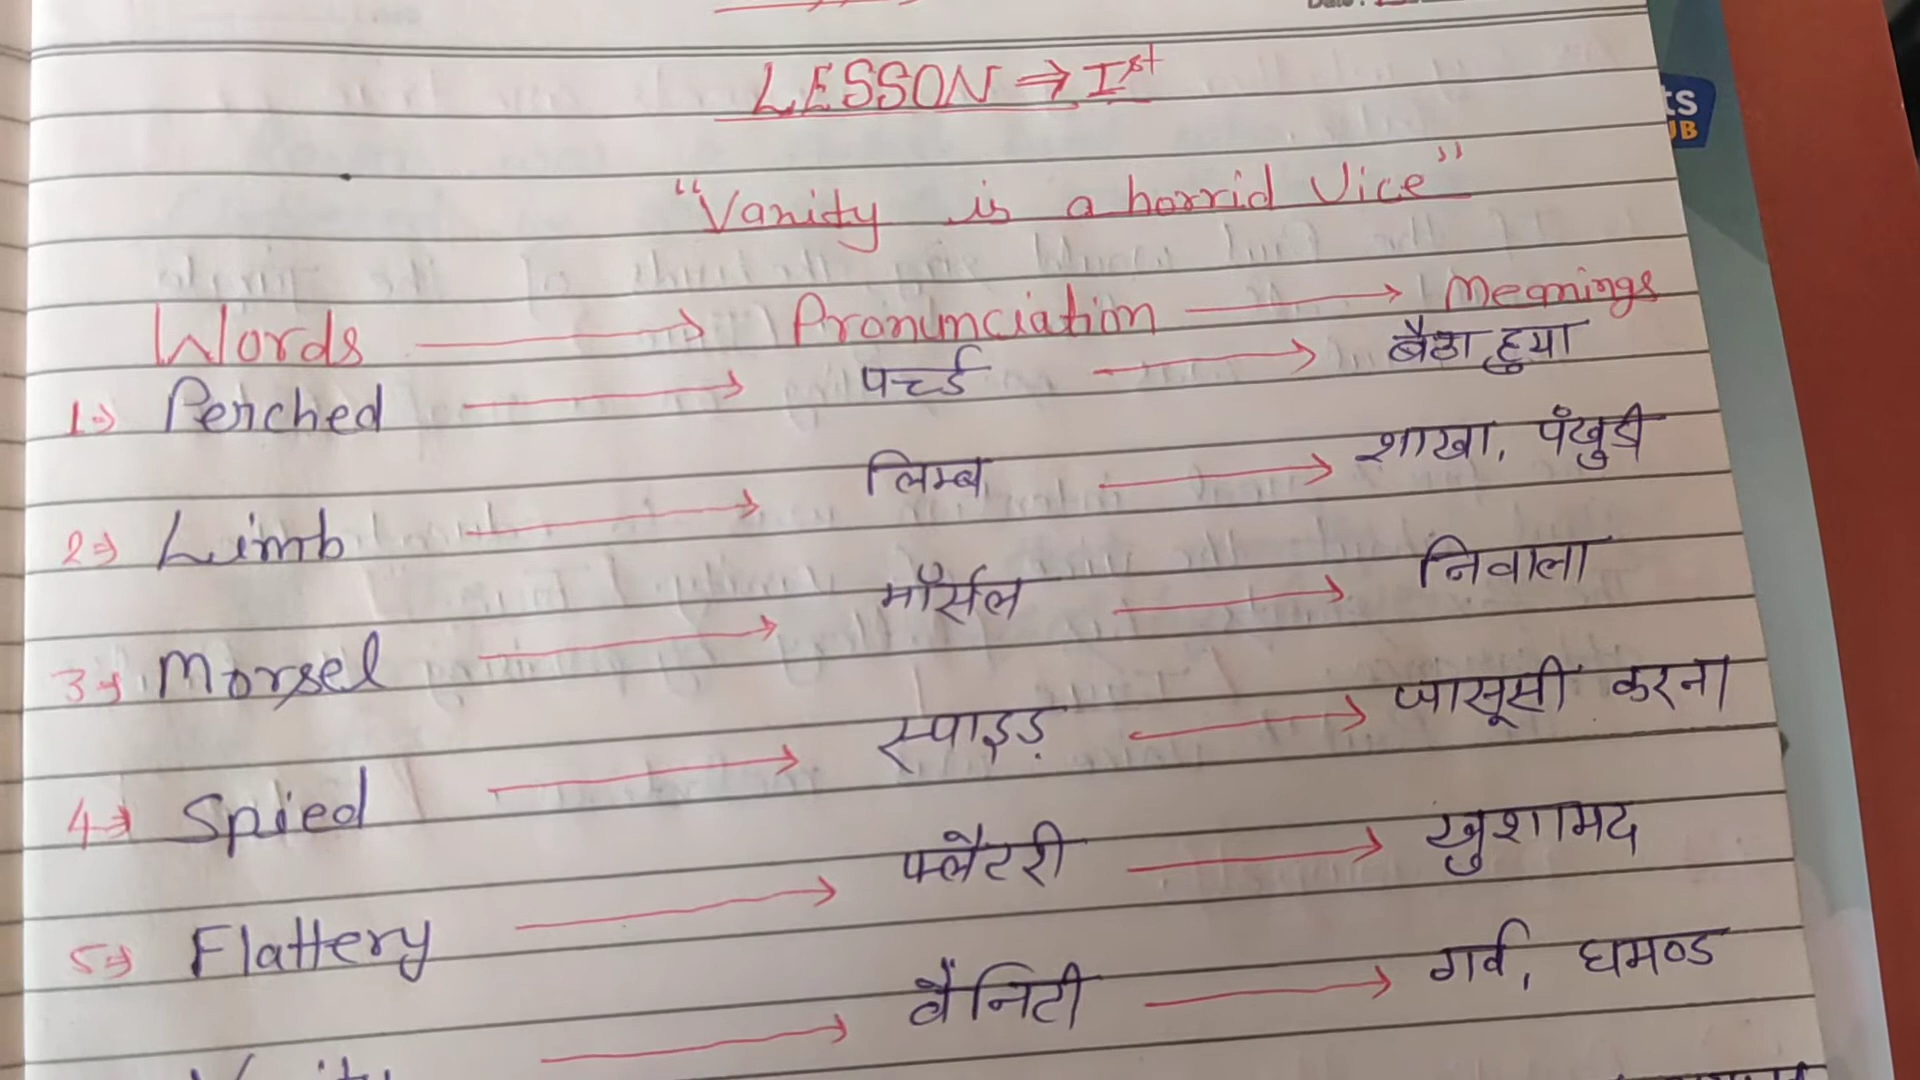 LESSON → Ist
"Vanity is a horrid Vice"
Words → Pronunciation → Meanings
1⇒ Perched → पर्च्ड → बैठा हुया
2⇒ Limb → लिम्ब → शाखा, पंखुडी
3⇒ Morsel → मॉर्सल → निवाला
4⇒ Spied → स्पाइड़ → जासूसी करना
5⇒ Flattery → फ्लैटरी → खुशामद
→ वैनिटी → गर्व, घमण्ड